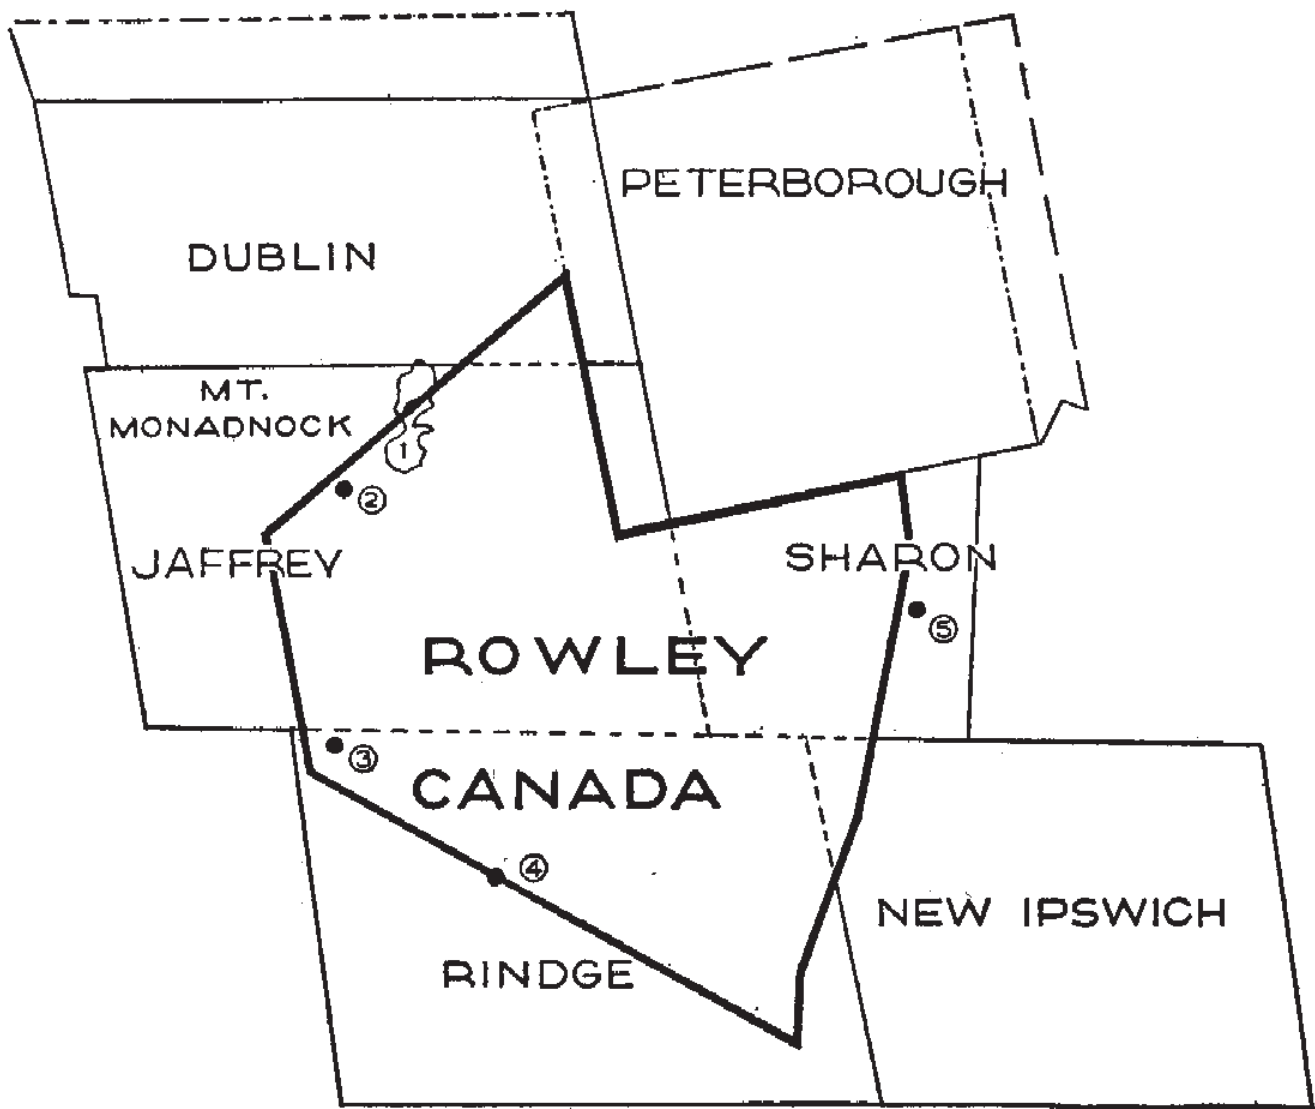 PETERBOROUGH
DUBLIN
MT.
MONADNOCK
1
2
JAFFREY
SHARON
5
ROWLEY
3
CANADA
4
NEW IPSWICH
RINDGE